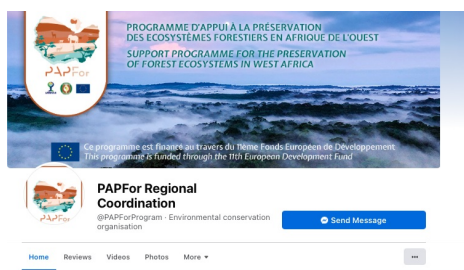 PROGRAMME D'APPUI À LA PRÉSERVATION
DES ECOSYSTÈMES FORESTIERS EN AFRIQUE DE L'OUEST
SUPPORT PROGRAMME FOR THE PRESERVATION
OF FOREST ECOSYSTEMS IN WEST AFRICA
PAPFor
Ce programme est financé au travers du 11ème Fonds Européen de Développement
This programme is funded through the 11th European Development Fund
PAPFor
PAPFor Regional
Coordination
@PAPForProgram · Environmental conservation
organisation
Send Message
Home Reviews Videos Photos More